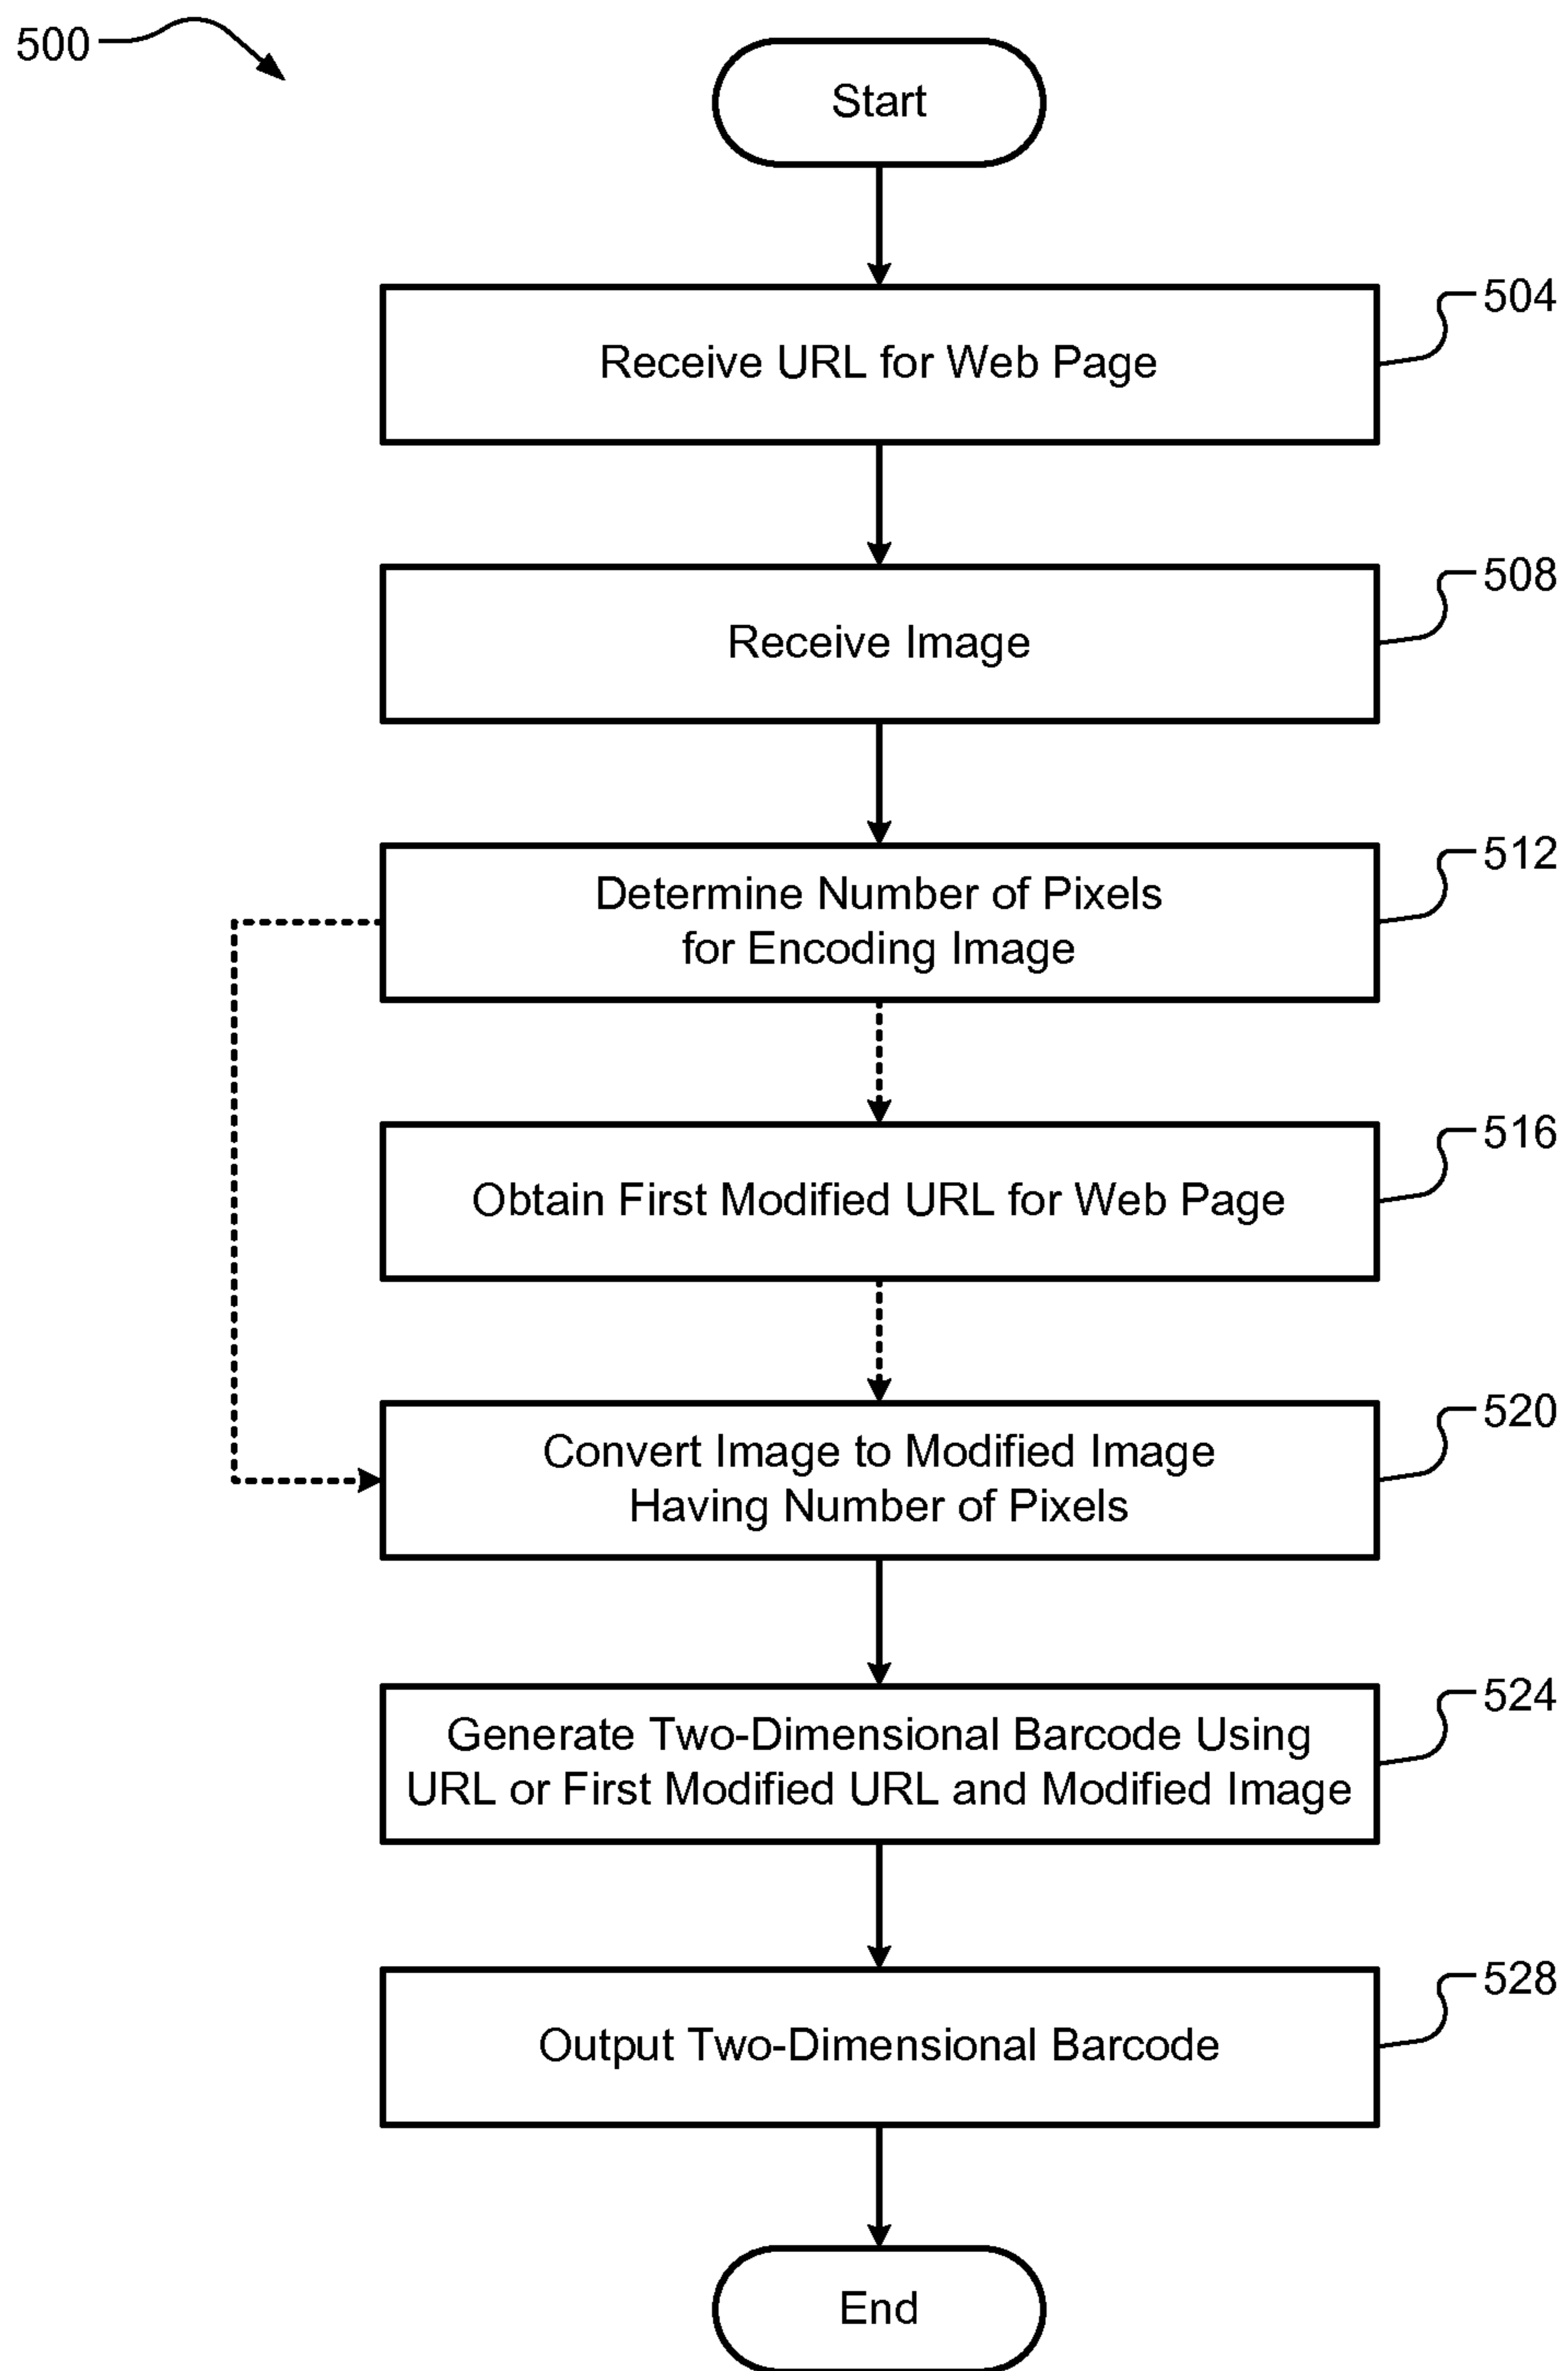 500
Start
504
Receive URL for Web Page
508
Receive Image
512
Determine Number of Pixels
for Encoding Image
516
Obtain First Modified URL for Web Page
520
Convert Image to Modified Image
Having Number of Pixels
524
Generate Two-Dimensional Barcode Using
URL or First Modified URL and Modified Image
528
Output Two-Dimensional Barcode
End